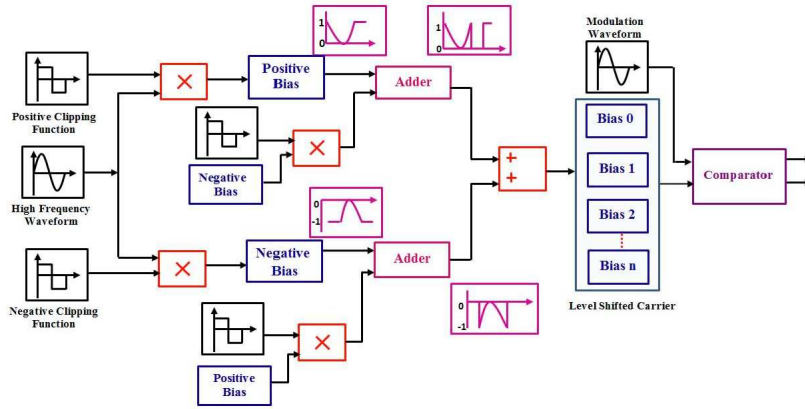 1
0
1
0
Modulation
Waveform
Positive
Bias
Adder
Positive Clipping
Function
Bias 0
Negative
Bias
+
+
Bias 1
Comparator
High Frequency
Waveform
0
-1
Bias 2
Negative
Bias
Adder
Bias n
Negative Clipping
Function
Level Shifted Carrier
0
-1
Positive
Bias